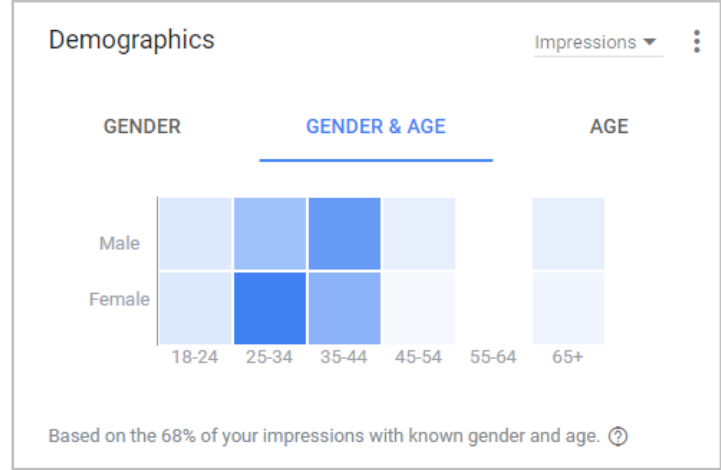 Demographics
Impressions
GENDER
GENDER & AGE
AGE
Male
Female
18-24 25-34 35-44 45-54 55-64 65+
Based on the 68% of your impressions with known gender and age.